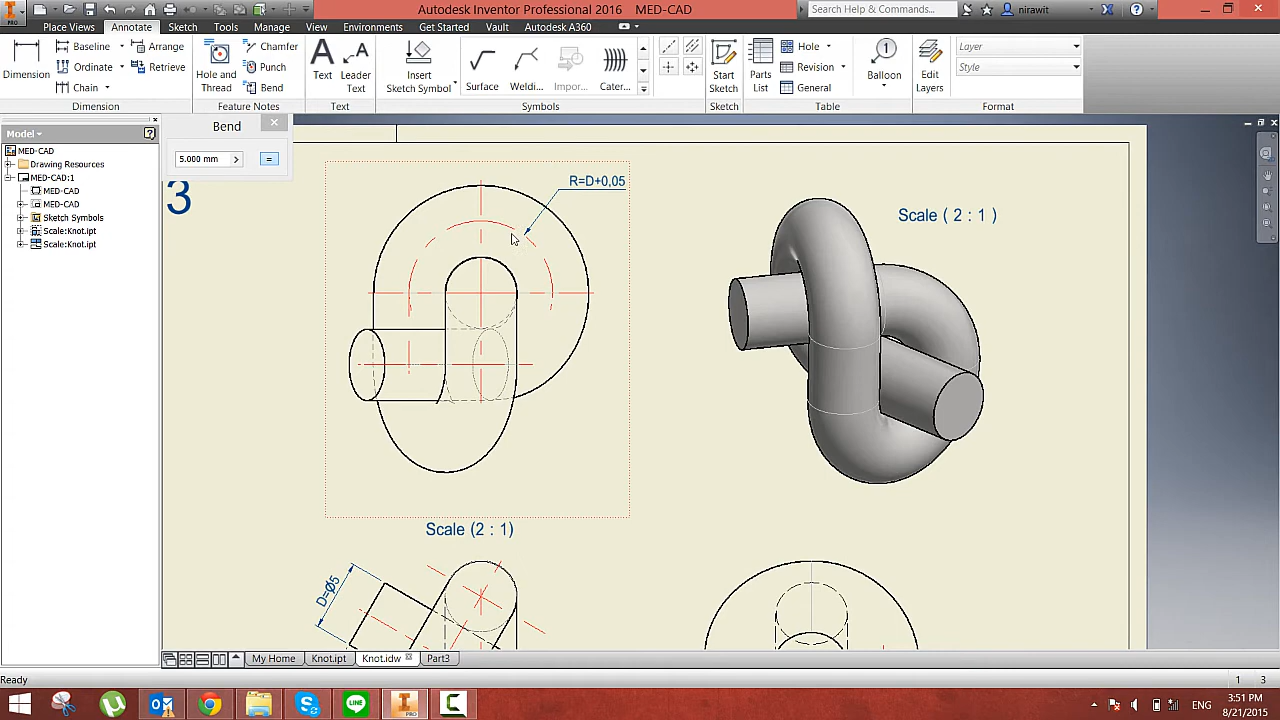 Autodesk Inventor Professional 2016 MED-CAD
Search Help & Commands...
nirawit
PRO
Place Views Annotate Sketch Tools Manage View Environments Get Started Vault Autodesk A360
Dimension
Baseline
Ordinate
Chain
Arrange
Retrieve
Hole and Thread
Chamfer
Punch
Bend
Text
Leader Text
Insert Sketch Symbol
Surface
Weldi...
Impor...
Cater...
Start Sketch
Parts List
Hole
Revision
General
Balloon
Edit Layers
Layer
Style
Dimension
Feature Notes
Text
Symbols
Sketch
Table
Format
Model
Bend
5.000 mm
=
MED-CAD
Drawing Resources
MED-CAD:1
MED-CAD
MED-CAD
Sketch Symbols
Scale:Knot.ipt
Scale:Knot.ipt
3
R=D+0,05
Scale ( 2 : 1 )
Scale (2 : 1)
D=Ø5
My Home
Knot.ipt
Knot.idw
Part3
Ready
1 3
PRO
ENG
3:51 PM
8/21/2015